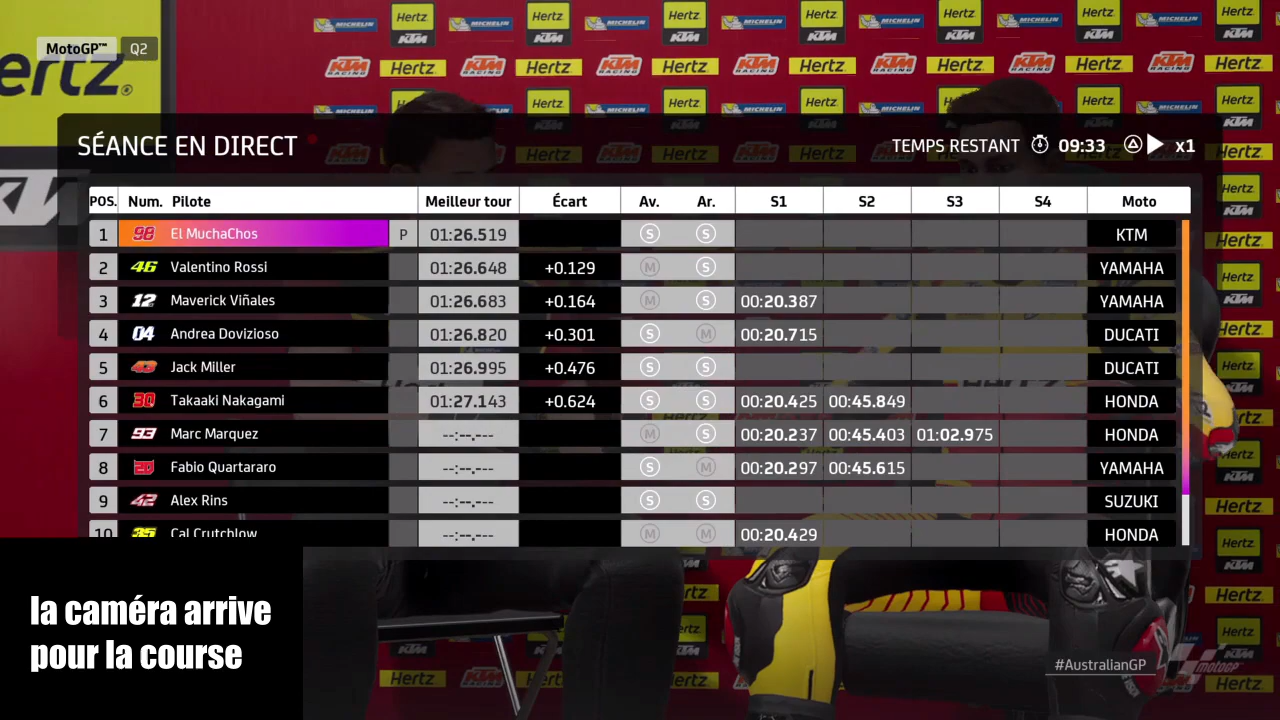 MotoGP™ Q2
SÉANCE EN DIRECT
TEMPS RESTANT 09:33 x1
POS. Num. Pilote Meilleur tour Écart Av. Ar. S1 S2 S3 S4 Moto
1 98 El MuchaChos P 01:26.519 S S KTM
2 46 Valentino Rossi 01:26.648 +0.129 M S YAMAHA
3 12 Maverick Viñales 01:26.683 +0.164 M S 00:20.387 YAMAHA
4 04 Andrea Dovizioso 01:26.820 +0.301 S M 00:20.715 DUCATI
5 43 Jack Miller 01:26.995 +0.476 S S DUCATI
6 30 Takaaki Nakagami 01:27.143 +0.624 S S 00:20.425 00:45.849 HONDA
7 93 Marc Marquez --:--.--- M S 00:20.237 00:45.403 01:02.975 HONDA
8 20 Fabio Quartararo --:--.--- S M 00:20.297 00:45.615 YAMAHA
9 42 Alex Rins --:--.--- S S SUZUKI
10 35 Cal Crutchlow --:--.--- M M 00:20.429 HONDA
la caméra arrive
pour la course
#AustralianGP
MotoGP